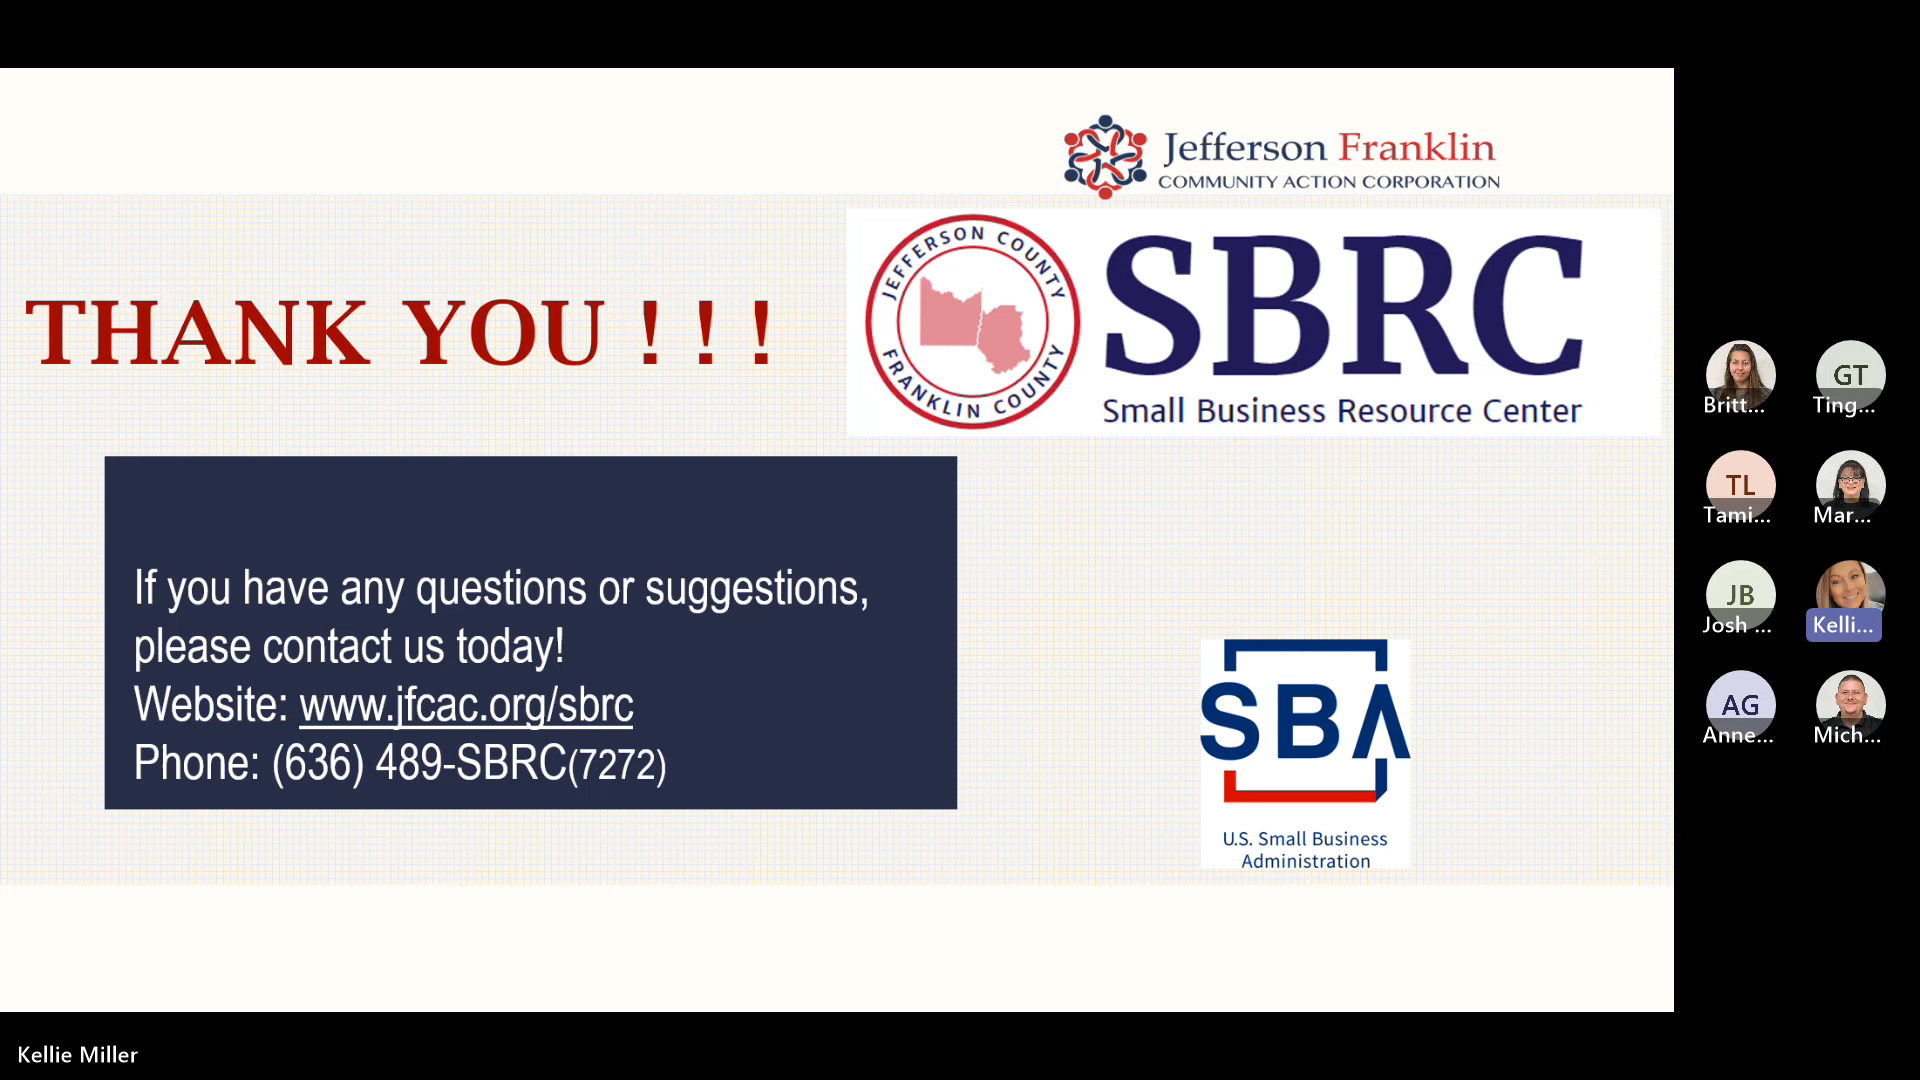 Jefferson Franklin
COMMUNITY ACTION CORPORATION
JEFFERSON COUNTY
FRANKLIN COUNTY
SBRC
Small Business Resource Center
THANK YOU ! ! !
If you have any questions or suggestions,
please contact us today!
Website: www.jfcac.org/sbrc
Phone: (636) 489-SBRC(7272)
SBA
U.S. Small Business
Administration
GT
Britt...
Ting...
TL
Tami...
Mar...
JB
Josh ...
Kelli...
AG
Anne...
Mich...
Kellie Miller